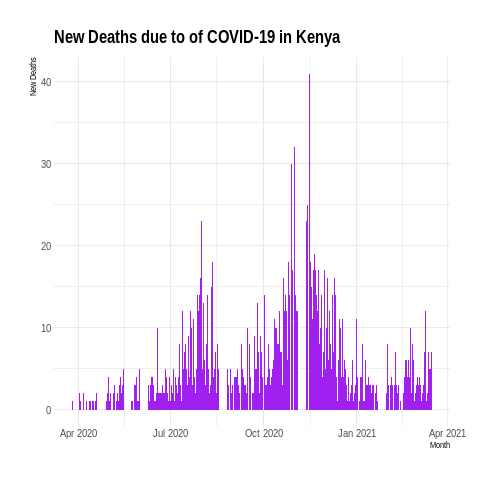 New Deaths due to of COVID-19 in Kenya
New Deaths
40
30
20
10
0
Apr 2020 Jul 2020 Oct 2020 Jan 2021 Apr 2021
Month